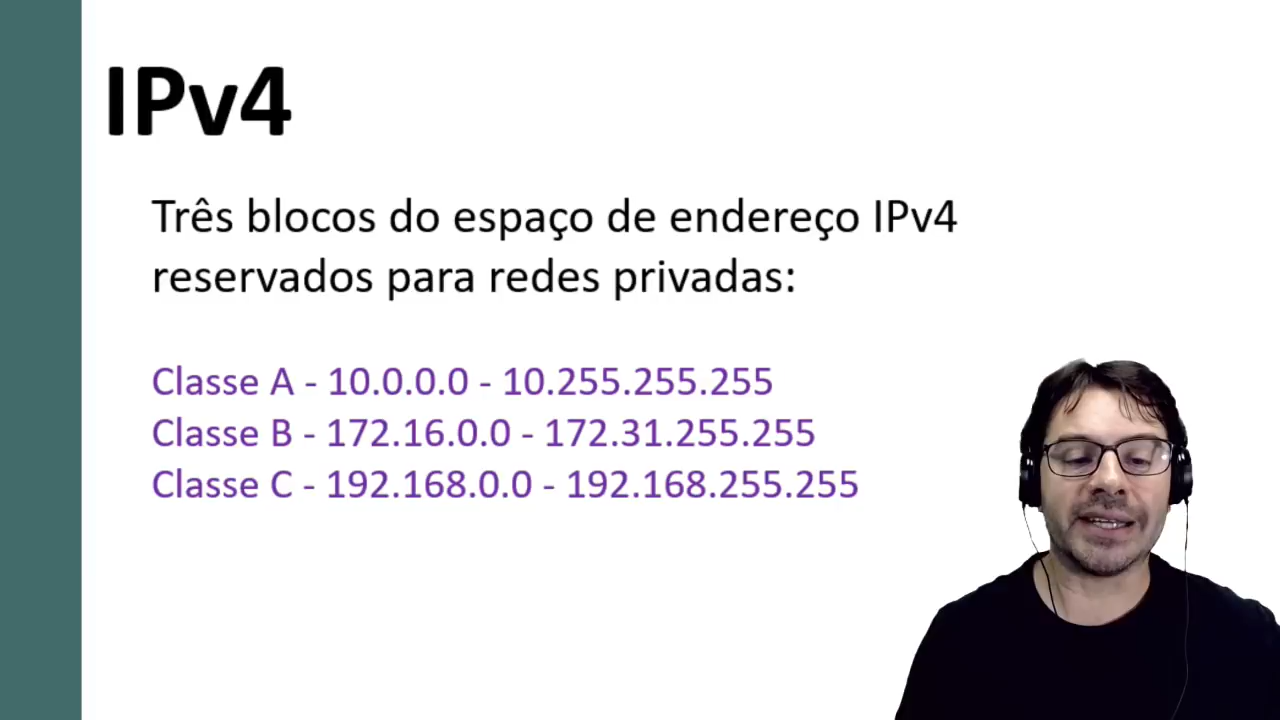 IPv4
Três blocos do espaço de endereço IPv4
reservados para redes privadas:
Classe A - 10.0.0.0 - 10.255.255.255
Classe B - 172.16.0.0 - 172.31.255.255
Classe C - 192.168.0.0 - 192.168.255.255